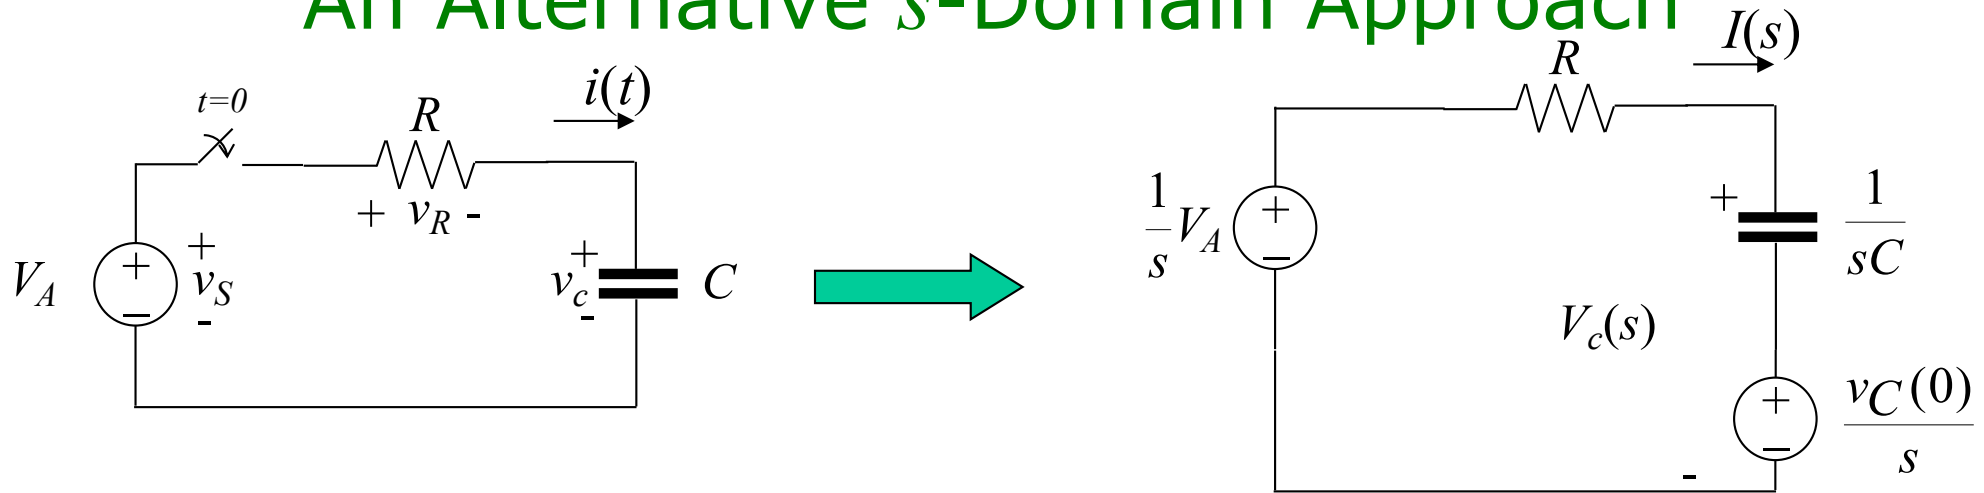 An Alternative s-Domain Approach
t=0
R
i(t)
+ v_R -
V_A
+
-
+
v_S
-
+
v_c
-
C
R
I(s)
1/s V_A
+
-
+
1/sC
V_c(s)
+
-
v_C(0)/s
-